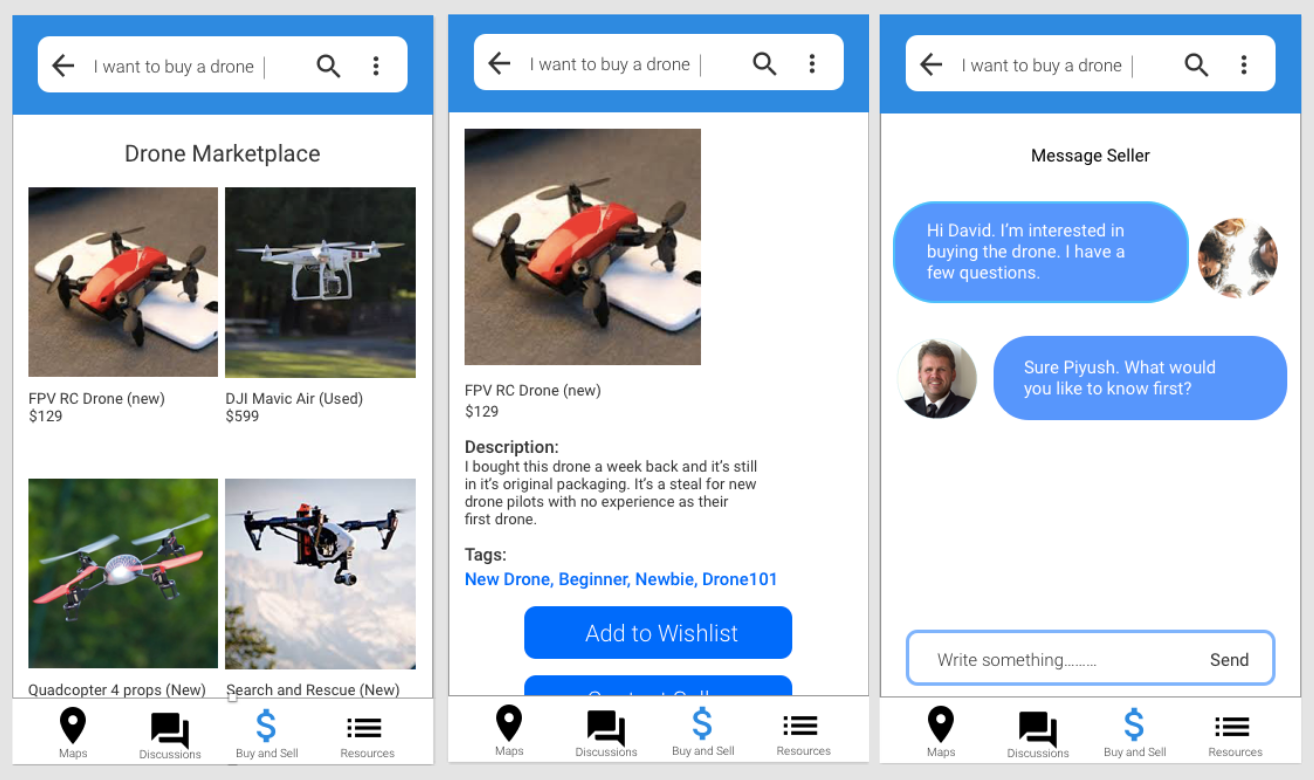 I want to buy a drone
Drone Marketplace
FPV RC Drone (new)
$129
DJI Mavic Air (Used)
$599
Quadcopter 4 props (New)
Search and Rescue (New)
Maps
Discussions
$
Buy and Sell
Resources
I want to buy a drone
FPV RC Drone (new)
$129
Description:
I bought this drone a week back and it’s still
in it’s original packaging. It’s a steal for new
drone pilots with no experience as their
first drone.
Tags:
New Drone, Beginner, Newbie, Drone101
Add to Wishlist
Maps
Discussions
$
Buy and Sell
Resources
I want to buy a drone
Message Seller
Hi David. I’m interested in
buying the drone. I have a
few questions.
Sure Piyush. What would
you like to know first?
Write something.........
Send
Maps
Discussions
$
Buy and Sell
Resources